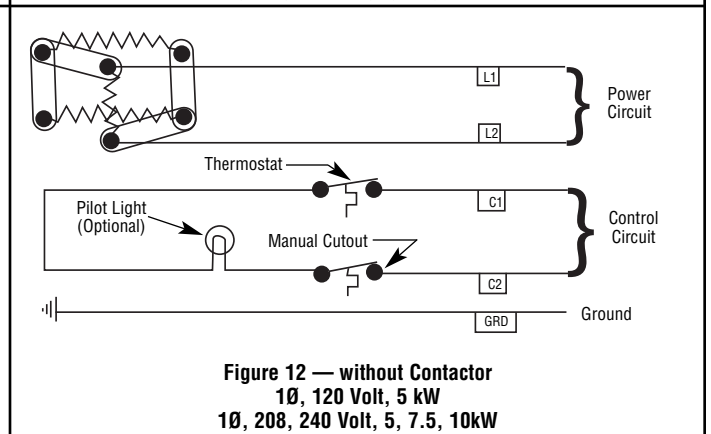 L1
Power
Circuit
L2
Thermostat
C1
Pilot Light
(Optional)
Manual Cutout
Control
Circuit
C2
Ground
GRD
Figure 12 — without Contactor
1Ø, 120 Volt, 5 kW
1Ø, 208, 240 Volt, 5, 7.5, 10kW